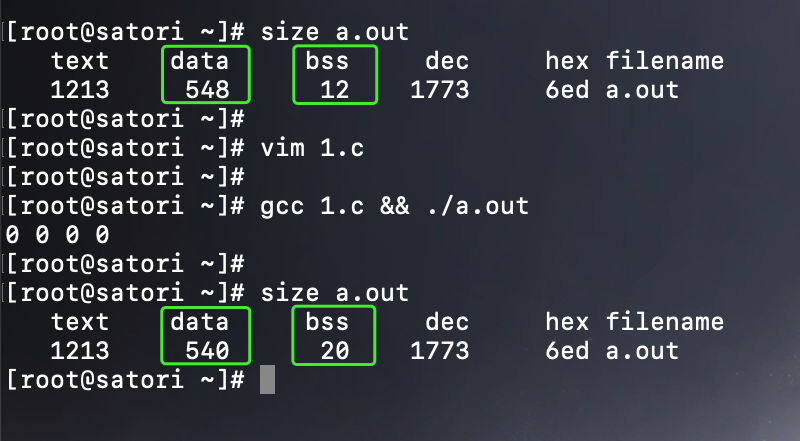 [root@satori ~]# size a.out
text data bss dec hex filename
1213 548 12 1773 6ed a.out
[root@satori ~]#
[root@satori ~]# vim 1.c
[root@satori ~]#
[root@satori ~]# gcc 1.c && ./a.out
0 0 0 0
[root@satori ~]#
[root@satori ~]# size a.out
text data bss dec hex filename
1213 540 20 1773 6ed a.out
[root@satori ~]#